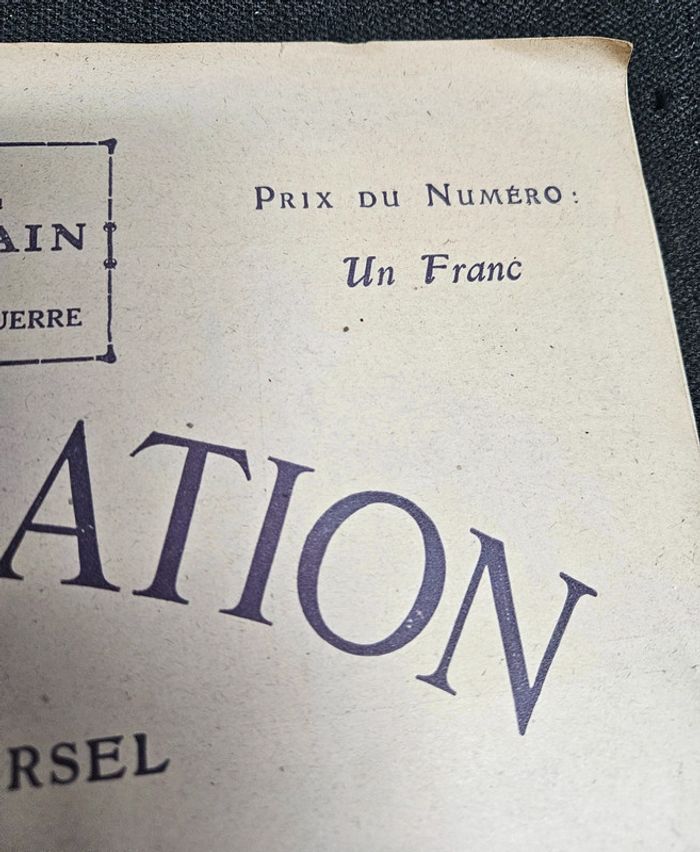 PRIX DU NUMÉRO:
AIN
Un Franc
UERRE
ATION
RSEL